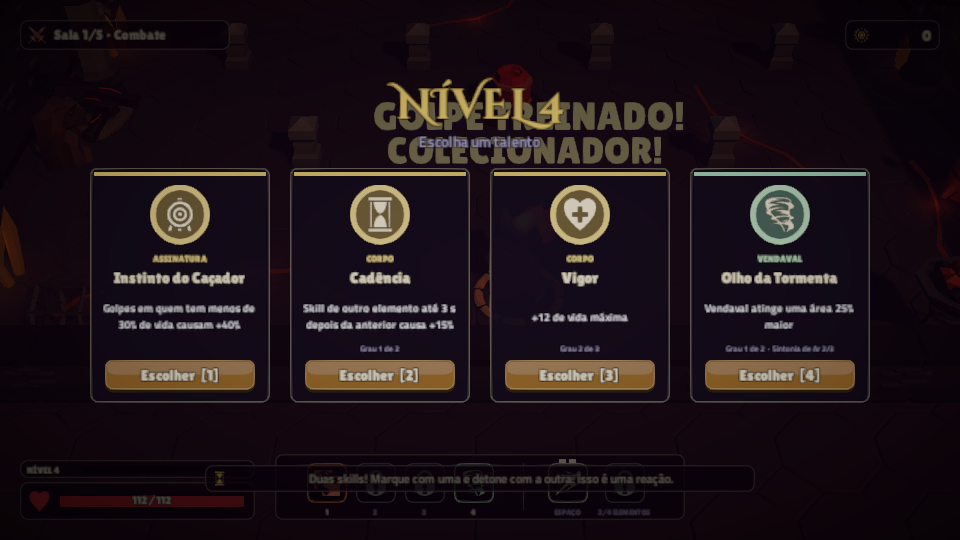 Sala 1/5 · Combate
0
NÍVEL 4
GOLPE TREINADO!
Escolha um talento
COLECIONADOR!
ASSINATURA
Instinto do Caçador
Golpes em quem tem menos de
30% de vida causam +40%
Escolher [1]
CORPO
Cadência
Skill de outro elemento até 3 s
depois da anterior causa +15%
Grau 1 de 2
Escolher [2]
CORPO
Vigor
+12 de vida máxima
Grau 2 de 3
Escolher [3]
VENDAVAL
Olho da Tormenta
Vendaval atinge uma área 25%
maior
Grau 1 de 2 · Sintonia de Ar 2/3
Escolher [4]
NÍVEL 4
112 / 112
Duas skills! Marque com uma e detone com a outra: isso é uma reação.
1
2
3
4
ESPAÇO
2/4 ELEMENTOS